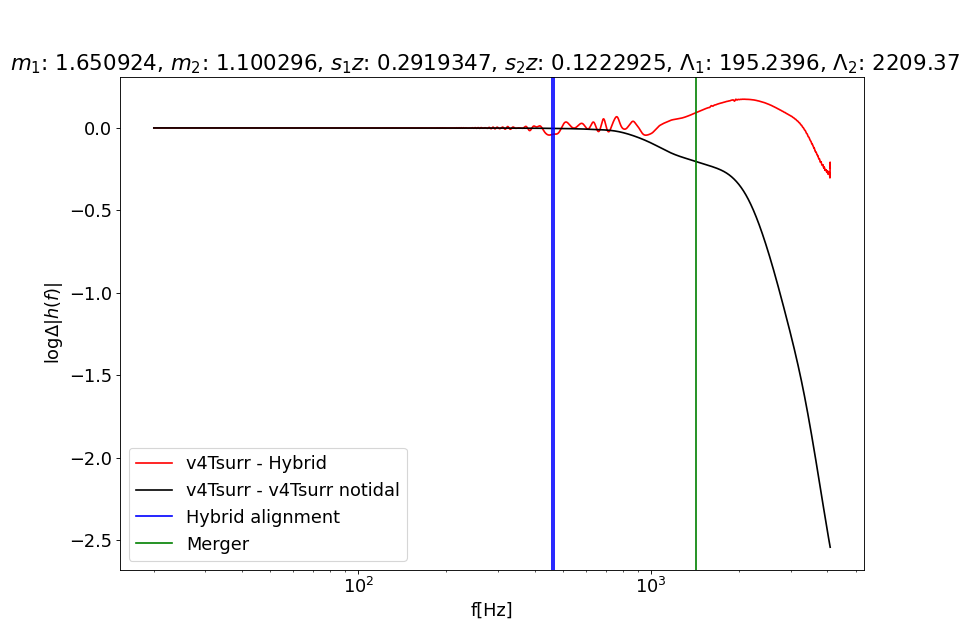 m₁: 1.650924, m₂: 1.100296, s₁z: 0.2919347, s₂z: 0.1222925, Λ₁: 195.2396, Λ₂: 2209.37
0.0
−0.5
−1.0
−1.5
−2.0
−2.5
logΔ|h(f)|
v4Tsurr - Hybrid
v4Tsurr - v4Tsurr notidal
Hybrid alignment
Merger
10²
10³
f[Hz]